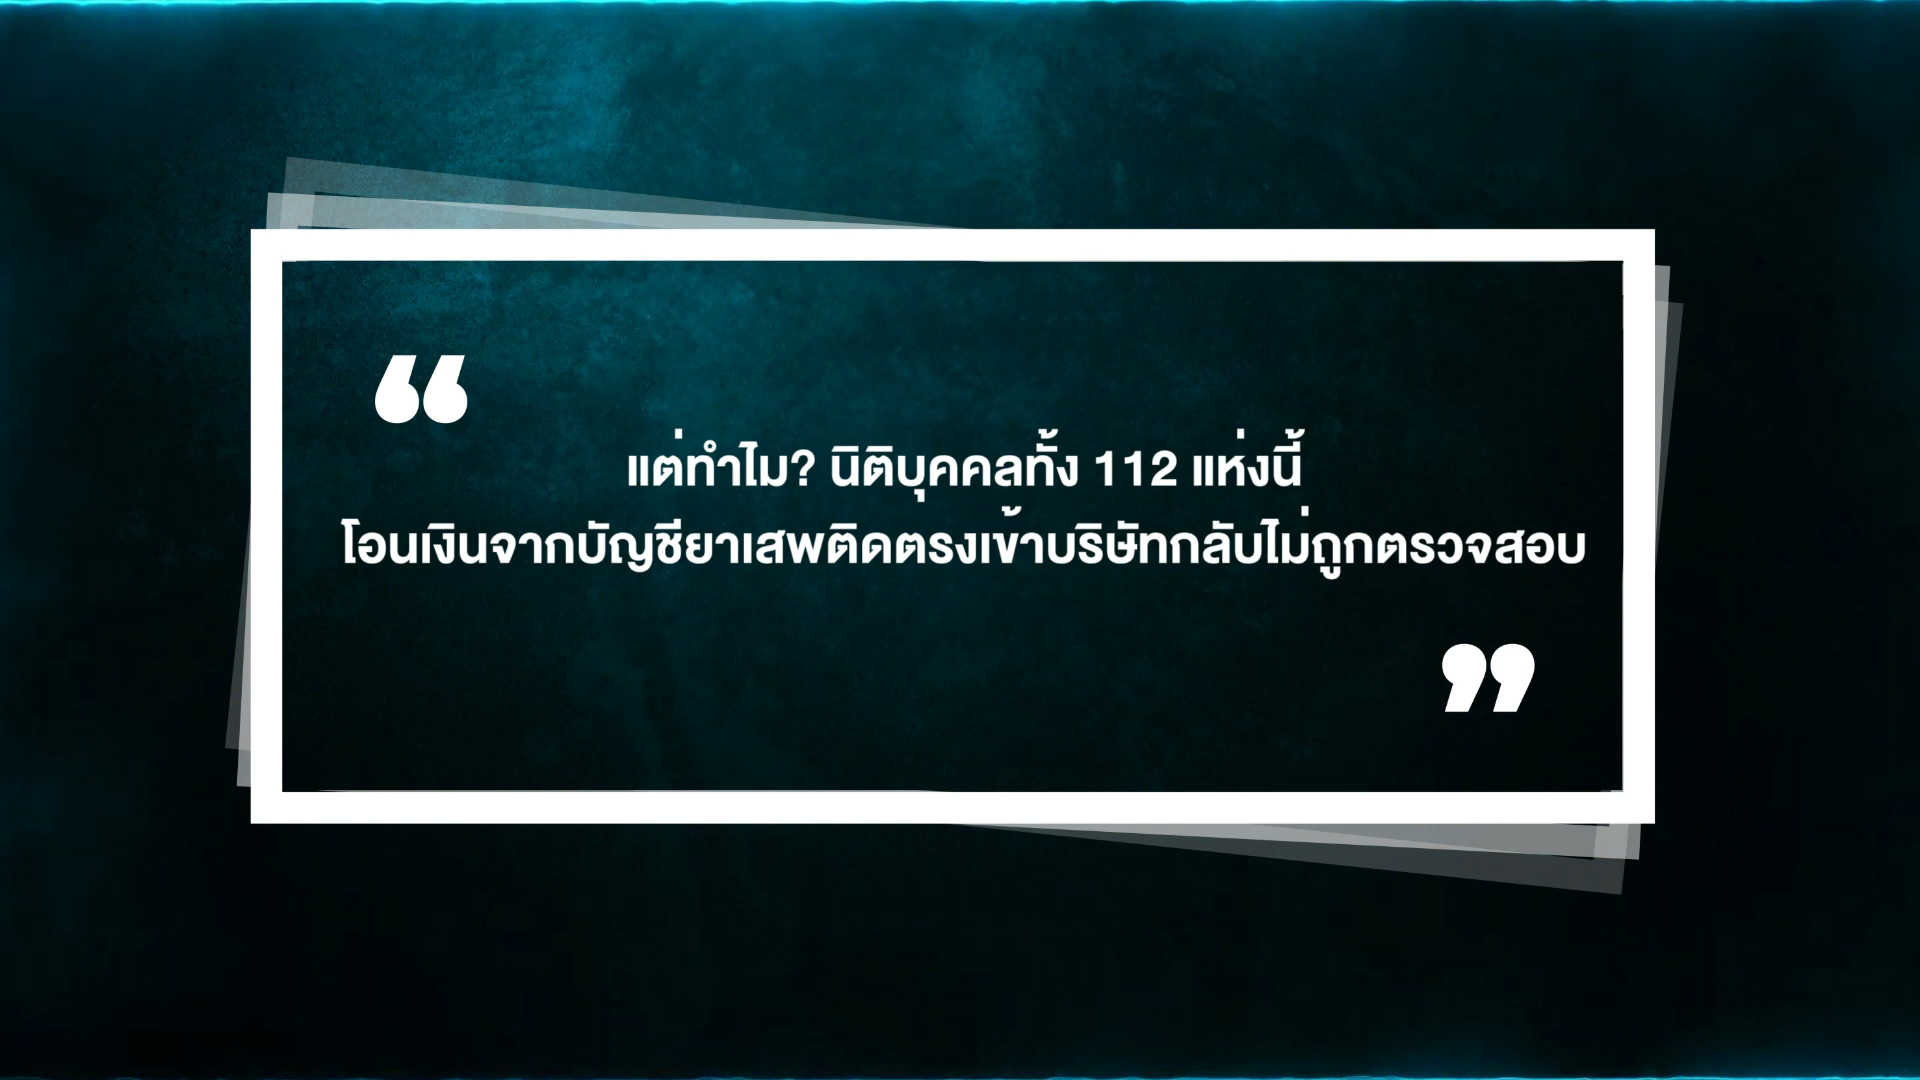 “
แต่ทำไม? นิติบุคคลทั้ง 112 แห่งนี้
โอนเงินจากบัญชียาเสพติดตรงเข้าบริษัทกลับไม่ถูกตรวจสอบ
”